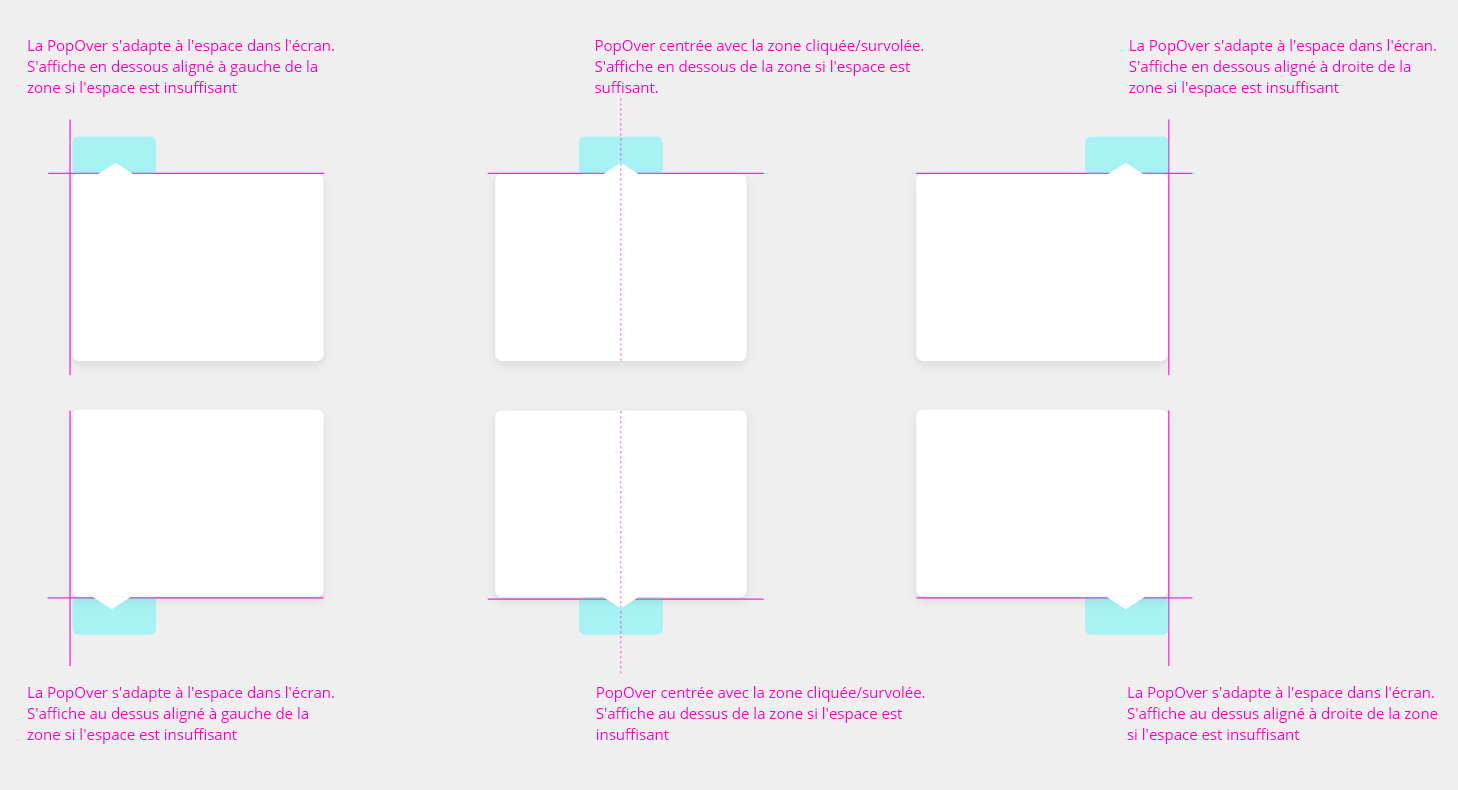 La PopOver s'adapte à l'espace dans l'écran.
S'affiche en dessous aligné à gauche de la
zone si l'espace est insuffisant
PopOver centrée avec la zone cliquée/survolée.
S'affiche en dessous de la zone si l'espace est
suffisant.
La PopOver s'adapte à l'espace dans l'écran.
S'affiche en dessous aligné à droite de la
zone si l'espace est insuffisant
La PopOver s'adapte à l'espace dans l'écran.
S'affiche au dessus aligné à gauche de la
zone si l'espace est insuffisant
PopOver centrée avec la zone cliquée/survolée.
S'affiche au dessus de la zone si l'espace est
insuffisant
La PopOver s'adapte à l'espace dans l'écran.
S'affiche au dessus aligné à droite de la zone
si l'espace est insuffisant